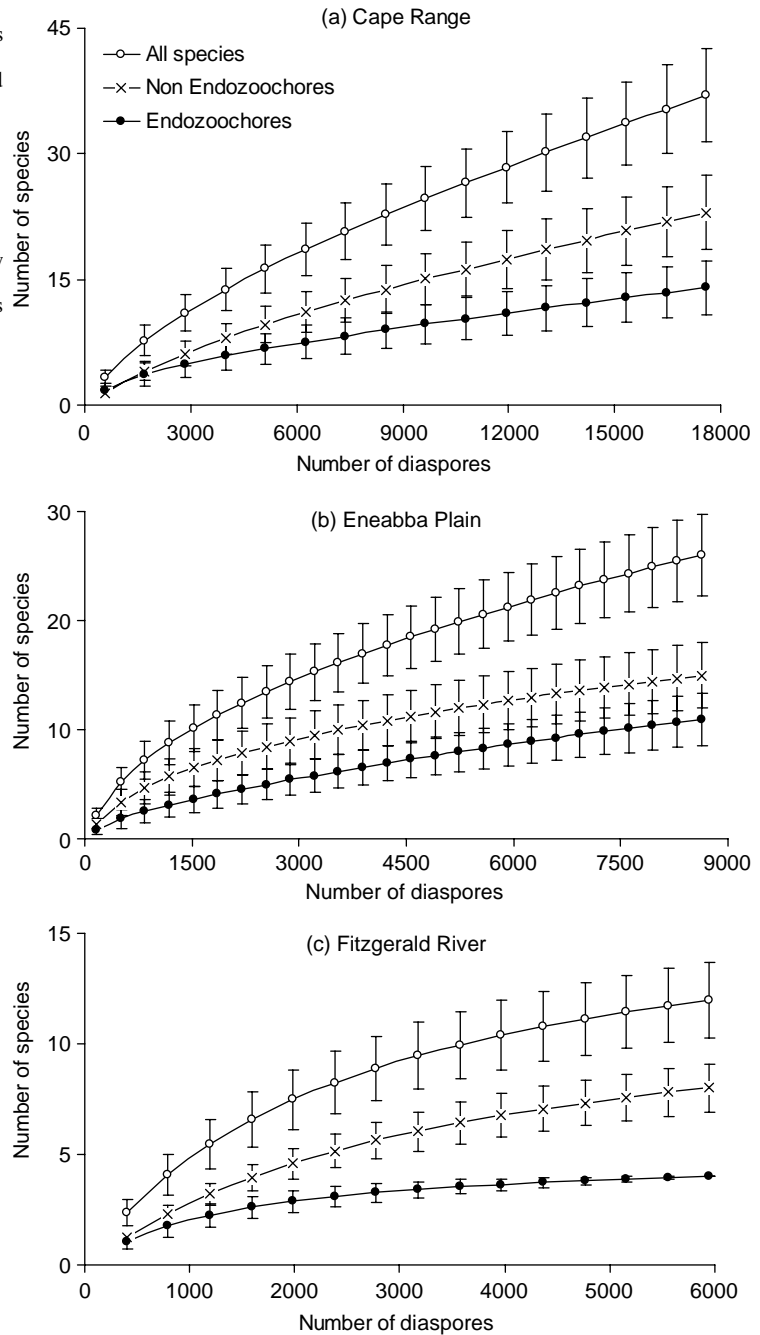 (a) Cape Range
45
30
15
0
Number of species
All species
Non Endozoochores
Endozoochores
0 3000 6000 9000 12000 15000 18000
Number of diaspores
(b) Eneabba Plain
30
20
10
0
Number of species
0 1500 3000 4500 6000 7500 9000
Number of diaspores
(c) Fitzgerald River
15
10
5
0
Number of species
0 1000 2000 3000 4000 5000 6000
Number of diaspores